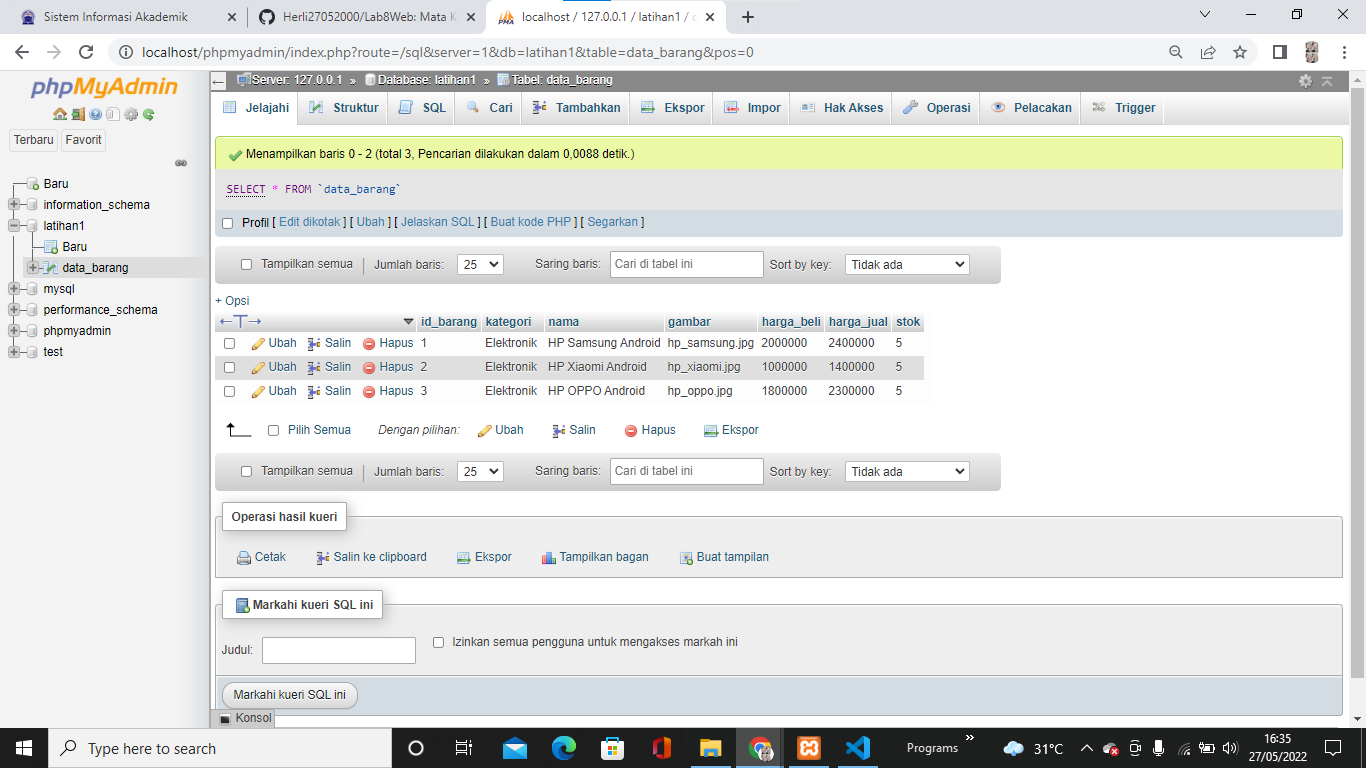 Sistem Informasi Akademik
Herli27052000/Lab8Web: Mata K
localhost / 127.0.0.1 / latihan1 /
localhost/phpmyadmin/index.php?route=/sql&server=1&db=latihan1&table=data_barang&pos=0
phpMyAdmin
Terbaru Favorit
Baru
information_schema
latihan1
Baru
data_barang
mysql
performance_schema
phpmyadmin
test
Server: 127.0.0.1 » Database: latihan1 » Tabel: data_barang
Jelajahi Struktur SQL Cari Tambahkan Ekspor Impor Hak Akses Operasi Pelacakan Trigger
Menampilkan baris 0 - 2 (total 3, Pencarian dilakukan dalam 0,0088 detik.)
SELECT * FROM `data_barang`
Profil [ Edit dikotak ] [ Ubah ] [ Jelaskan SQL ] [ Buat kode PHP ] [ Segarkan ]
Tampilkan semua Jumlah baris: 25 Saring baris: Cari di tabel ini Sort by key: Tidak ada
+ Opsi
id_barang kategori nama gambar harga_beli harga_jual stok
Ubah Salin Hapus 1 Elektronik HP Samsung Android hp_samsung.jpg 2000000 2400000 5
Ubah Salin Hapus 2 Elektronik HP Xiaomi Android hp_xiaomi.jpg 1000000 1400000 5
Ubah Salin Hapus 3 Elektronik HP OPPO Android hp_oppo.jpg 1800000 2300000 5
Pilih Semua Dengan pilihan: Ubah Salin Hapus Ekspor
Tampilkan semua Jumlah baris: 25 Saring baris: Cari di tabel ini Sort by key: Tidak ada
Operasi hasil kueri
Cetak Salin ke clipboard Ekspor Tampilkan bagan Buat tampilan
Markahi kueri SQL ini
Judul: Izinkan semua pengguna untuk mengakses markah ini
Markahi kueri SQL ini
Konsol
Type here to search
Programs »
31°C
16:35
27/05/2022